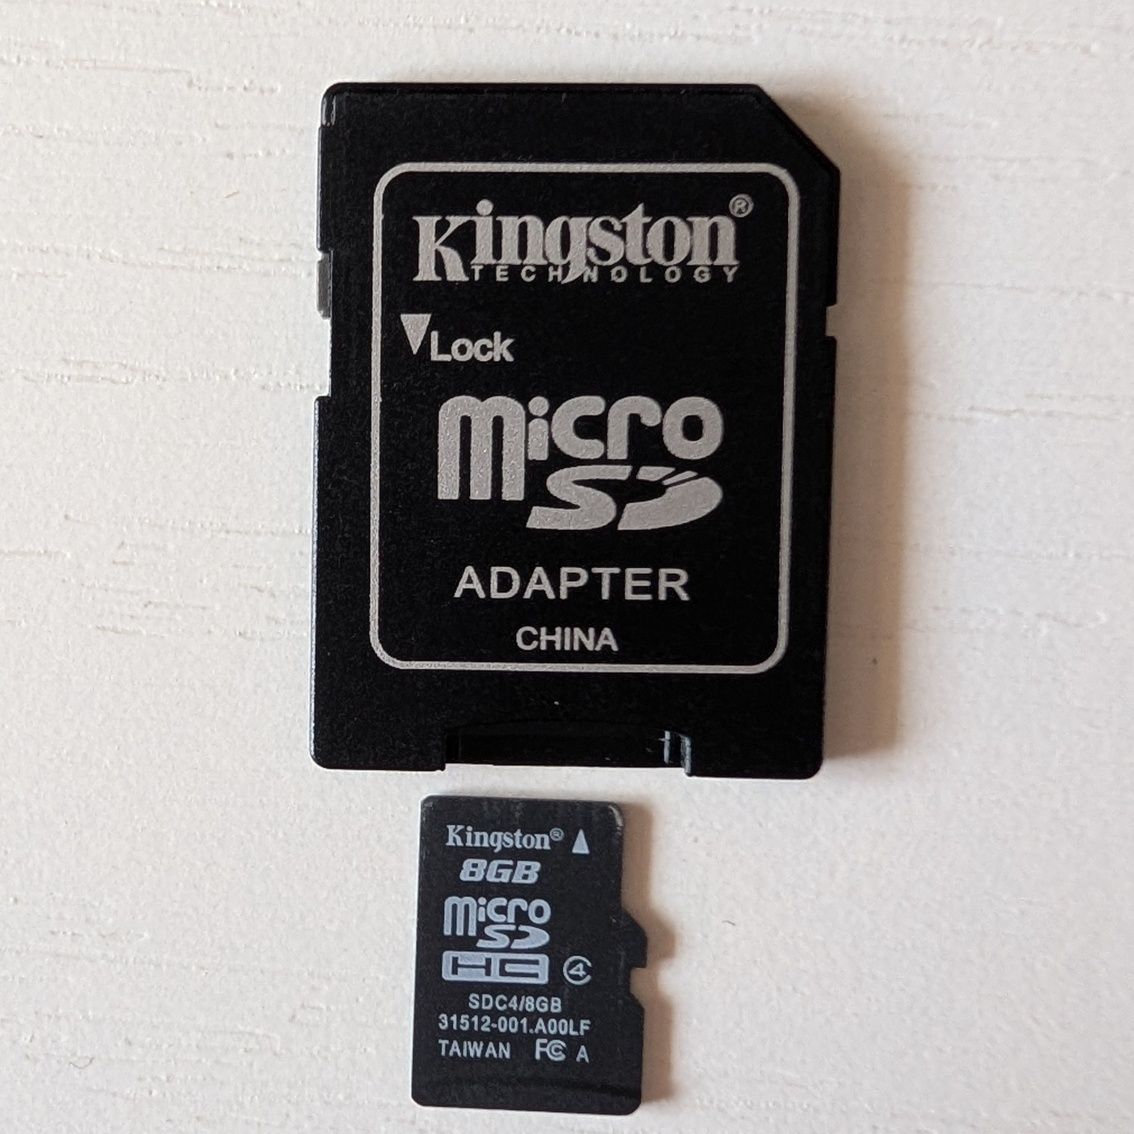 Kingston®
TECHNOLOGY
Lock
micro
SD
ADAPTER
CHINA
Kingston®
8GB
micro
SD
HC 4
SDC4/8GB
31512-001.A00LF
TAIWAN FC A